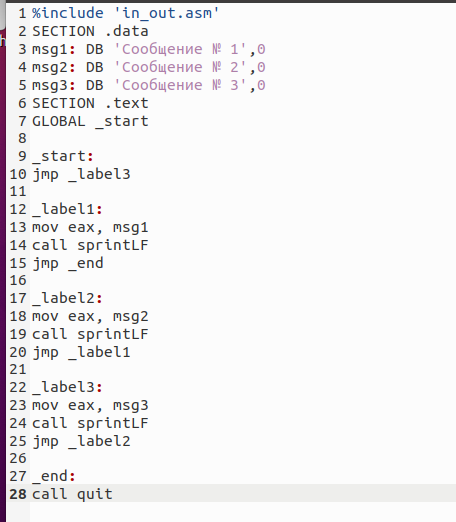 1 %include 'in_out.asm'
2 SECTION .data
3 msg1: DB 'Сообщение № 1',0
4 msg2: DB 'Сообщение № 2',0
5 msg3: DB 'Сообщение № 3',0
6 SECTION .text
7 GLOBAL _start
8
9 _start:
10 jmp _label3
11
12 _label1:
13 mov eax, msg1
14 call sprintLF
15 jmp _end
16
17 _label2:
18 mov eax, msg2
19 call sprintLF
20 jmp _label1
21
22 _label3:
23 mov eax, msg3
24 call sprintLF
25 jmp _label2
26
27 _end:
28 call quit